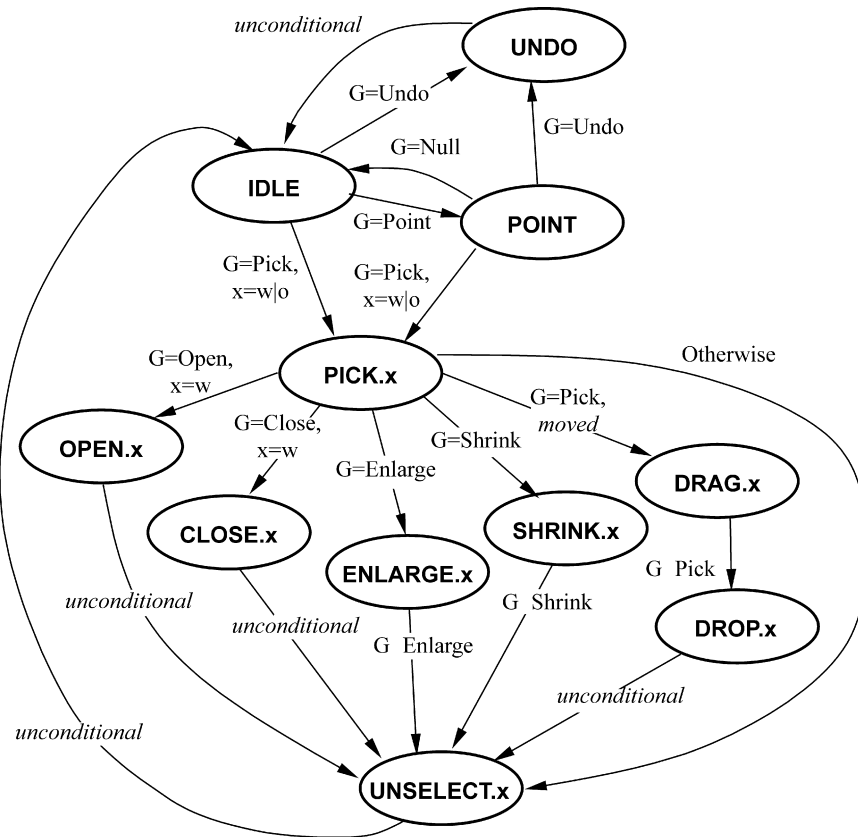 unconditional
UNDO
G=Undo
G=Undo
G=Null
IDLE
G=Point
POINT
G=Pick,
x=w|o
G=Pick,
x=w|o
Otherwise
G=Open,
x=w
PICK.x
G=Pick,
moved
G=Close,
x=w
G=Shrink
OPEN.x
G=Enlarge
DRAG.x
CLOSE.x
SHRINK.x
ENLARGE.x
G Pick
unconditional
G Shrink
unconditional
DROP.x
G Enlarge
unconditional
unconditional
UNSELECT.x